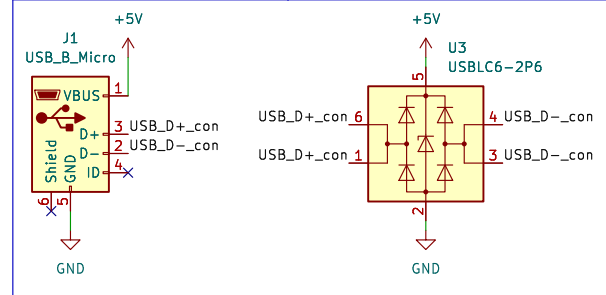 +5V
J1
USB_B_Micro
VBUS
1
D+
3
USB_D+_con
D-
2
USB_D-_con
ID
4
Shield
GND
6
5
GND
+5V
U3
USBLC6-2P6
5
USB_D+_con
6
4
USB_D-_con
USB_D+_con
1
3
USB_D-_con
2
GND